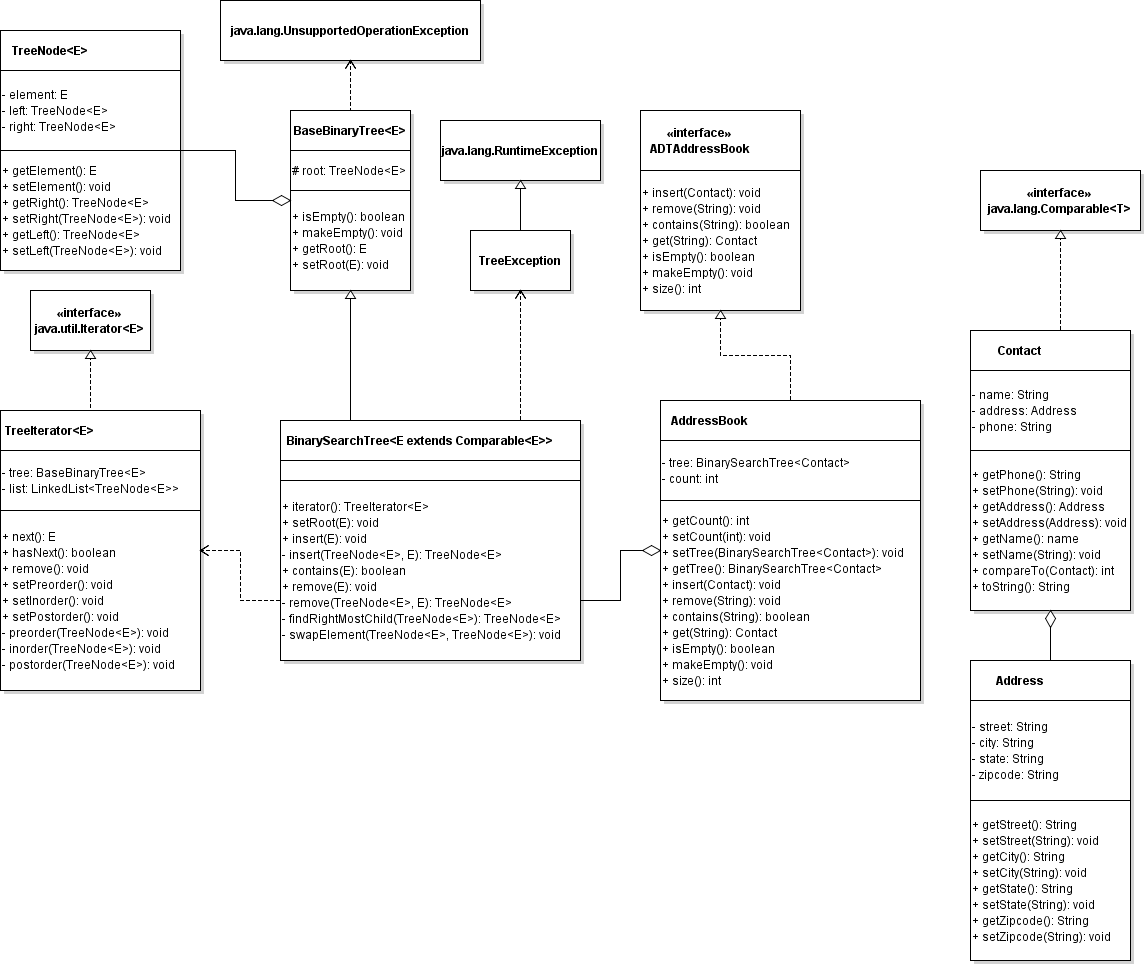 java.lang.UnsupportedOperationException
TreeNode<E>
- element: E
- left: TreeNode<E>
- right: TreeNode<E>
+ getElement(): E
+ setElement(): void
+ getRight(): TreeNode<E>
+ setRight(TreeNode<E>): void
+ getLeft(): TreeNode<E>
+ setLeft(TreeNode<E>): void
BaseBinaryTree<E>
# root: TreeNode<E>
+ isEmpty(): boolean
+ makeEmpty(): void
+ getRoot(): E
+ setRoot(E): void
java.lang.RuntimeException
TreeException
«interface»
ADTAddressBook
+ insert(Contact): void
+ remove(String): void
+ contains(String): boolean
+ get(String): Contact
+ isEmpty(): boolean
+ makeEmpty(): void
+ size(): int
«interface»
java.lang.Comparable<T>
«interface»
java.util.Iterator<E>
TreeIterator<E>
- tree: BaseBinaryTree<E>
- list: LinkedList<TreeNode<E>>
+ next(): E
+ hasNext(): boolean
+ remove(): void
+ setPreorder(): void
+ setInorder(): void
+ setPostorder(): void
- preorder(TreeNode<E>): void
- inorder(TreeNode<E>): void
- postorder(TreeNode<E>): void
BinarySearchTree<E extends Comparable<E>>
+ iterator(): TreeIterator<E>
+ setRoot(E): void
+ insert(E): void
- insert(TreeNode<E>, E): TreeNode<E>
+ contains(E): boolean
+ remove(E): void
- remove(TreeNode<E>, E): TreeNode<E>
- findRightMostChild(TreeNode<E>): TreeNode<E>
- swapElement(TreeNode<E>, TreeNode<E>): void
AddressBook
- tree: BinarySearchTree<Contact>
- count: int
+ getCount(): int
+ setCount(int): void
+ setTree(BinarySearchTree<Contact>): void
+ getTree(): BinarySearchTree<Contact>
+ insert(Contact): void
+ remove(String): void
+ contains(String): boolean
+ get(String): Contact
+ isEmpty(): boolean
+ makeEmpty(): void
+ size(): int
Contact
- name: String
- address: Address
- phone: String
+ getPhone(): String
+ setPhone(String): void
+ getAddress(): Address
+ setAddress(Address): void
+ getName(): name
+ setName(String): void
+ compareTo(Contact): int
+ toString(): String
Address
- street: String
- city: String
- state: String
- zipcode: String
+ getStreet(): String
+ setStreet(String): void
+ getCity(): String
+ setCity(String): void
+ getState(): String
+ setState(String): void
+ getZipcode(): String
+ setZipcode(String): void